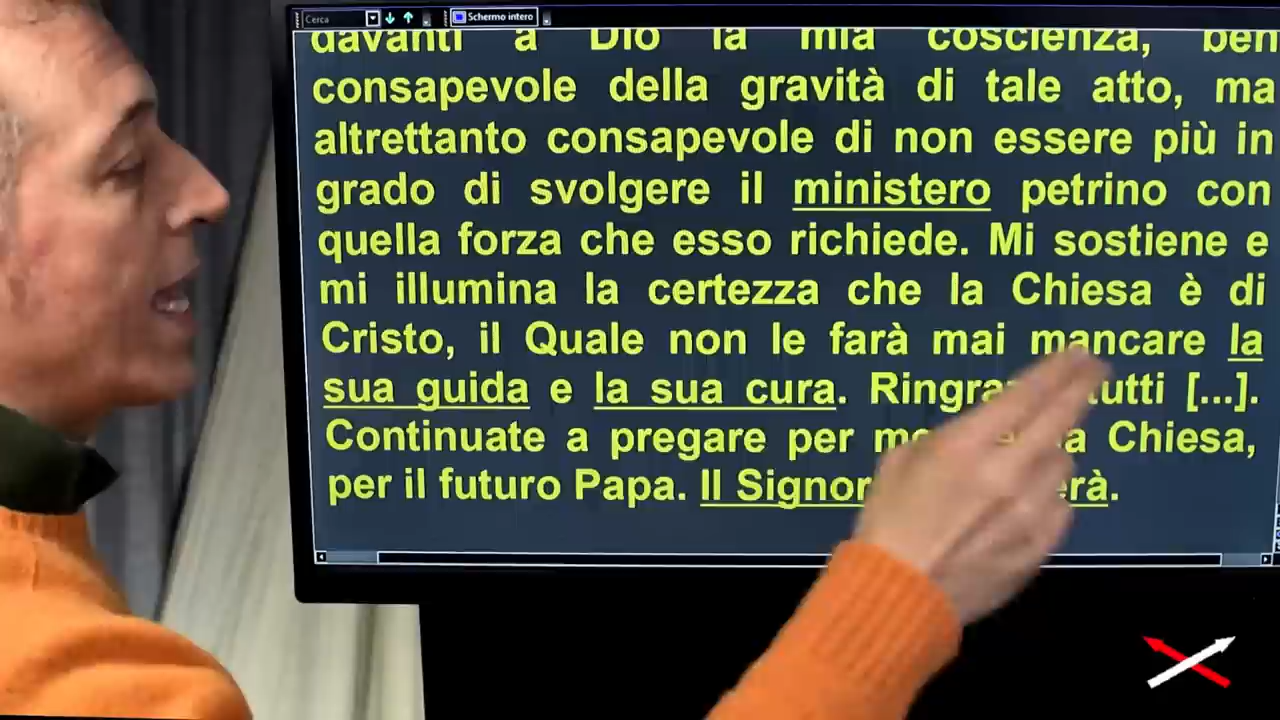 Cerca
Schermo intero
davanti a Dio la mia coscienza, ben
consapevole della gravità di tale atto, ma
altrettanto consapevole di non essere più in
grado di svolgere il ministero petrino con
quella forza che esso richiede. Mi sostiene e
mi illumina la certezza che la Chiesa è di
Cristo, il Quale non le farà mai mancare la
sua guida e la sua cura. tutti [...].
Continuate a pregare per Chiesa,
per il futuro Papa. Il